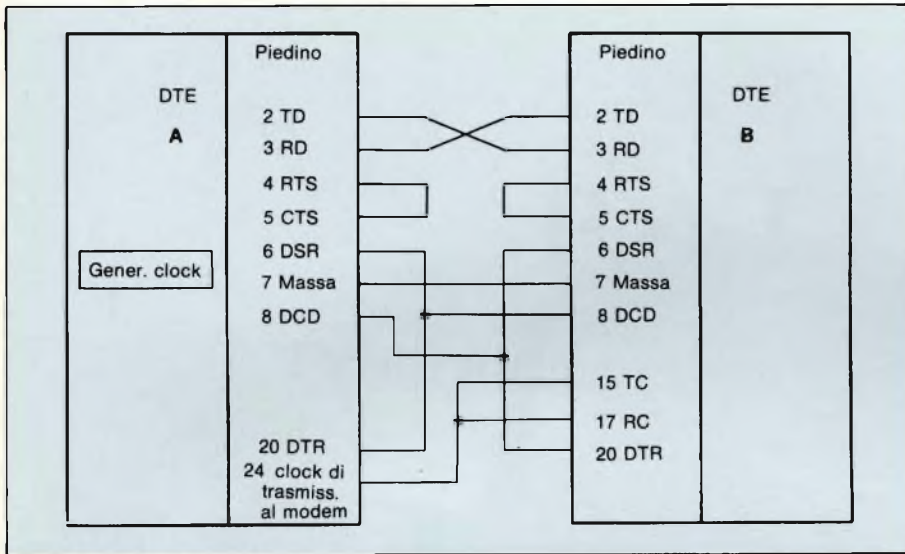 Piedino
DTE
A
2 TD
3 RD
4 RTS
5 CTS
6 DSR
Gener. clock
7 Massa
8 DCD
20 DTR
24 clock di
trasmiss.
al modem
Piedino
DTE
B
2 TD
3 RD
4 RTS
5 CTS
6 DSR
7 Massa
8 DCD
15 TC
17 RC
20 DTR